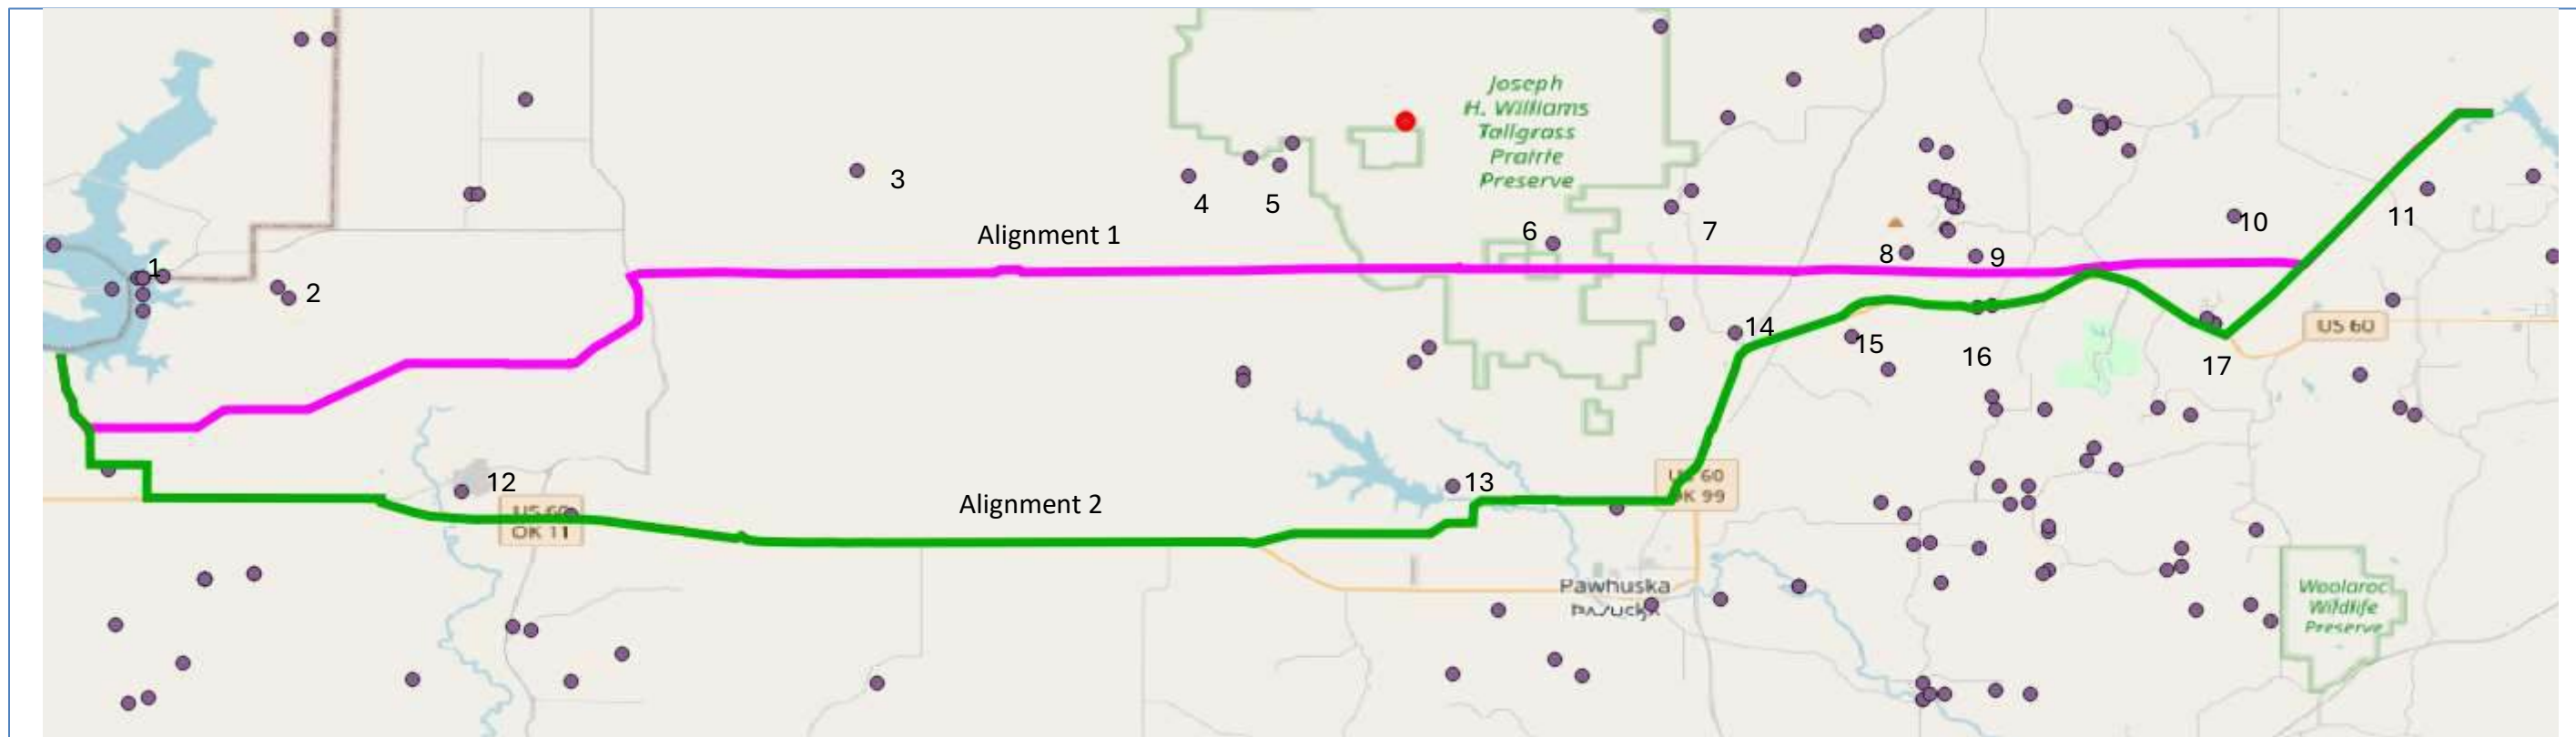 Joseph
H. Williams
Tallgrass
Prairie
Preserve
3
4
5
7
6
10
11
Alignment 1
8
9
1
2
14
US 60
15
16
17
12
13
US 60
OK 99
Alignment 2
US 60
OK 11
Pawhuska
Woolaroc
Wildlife
Preserve